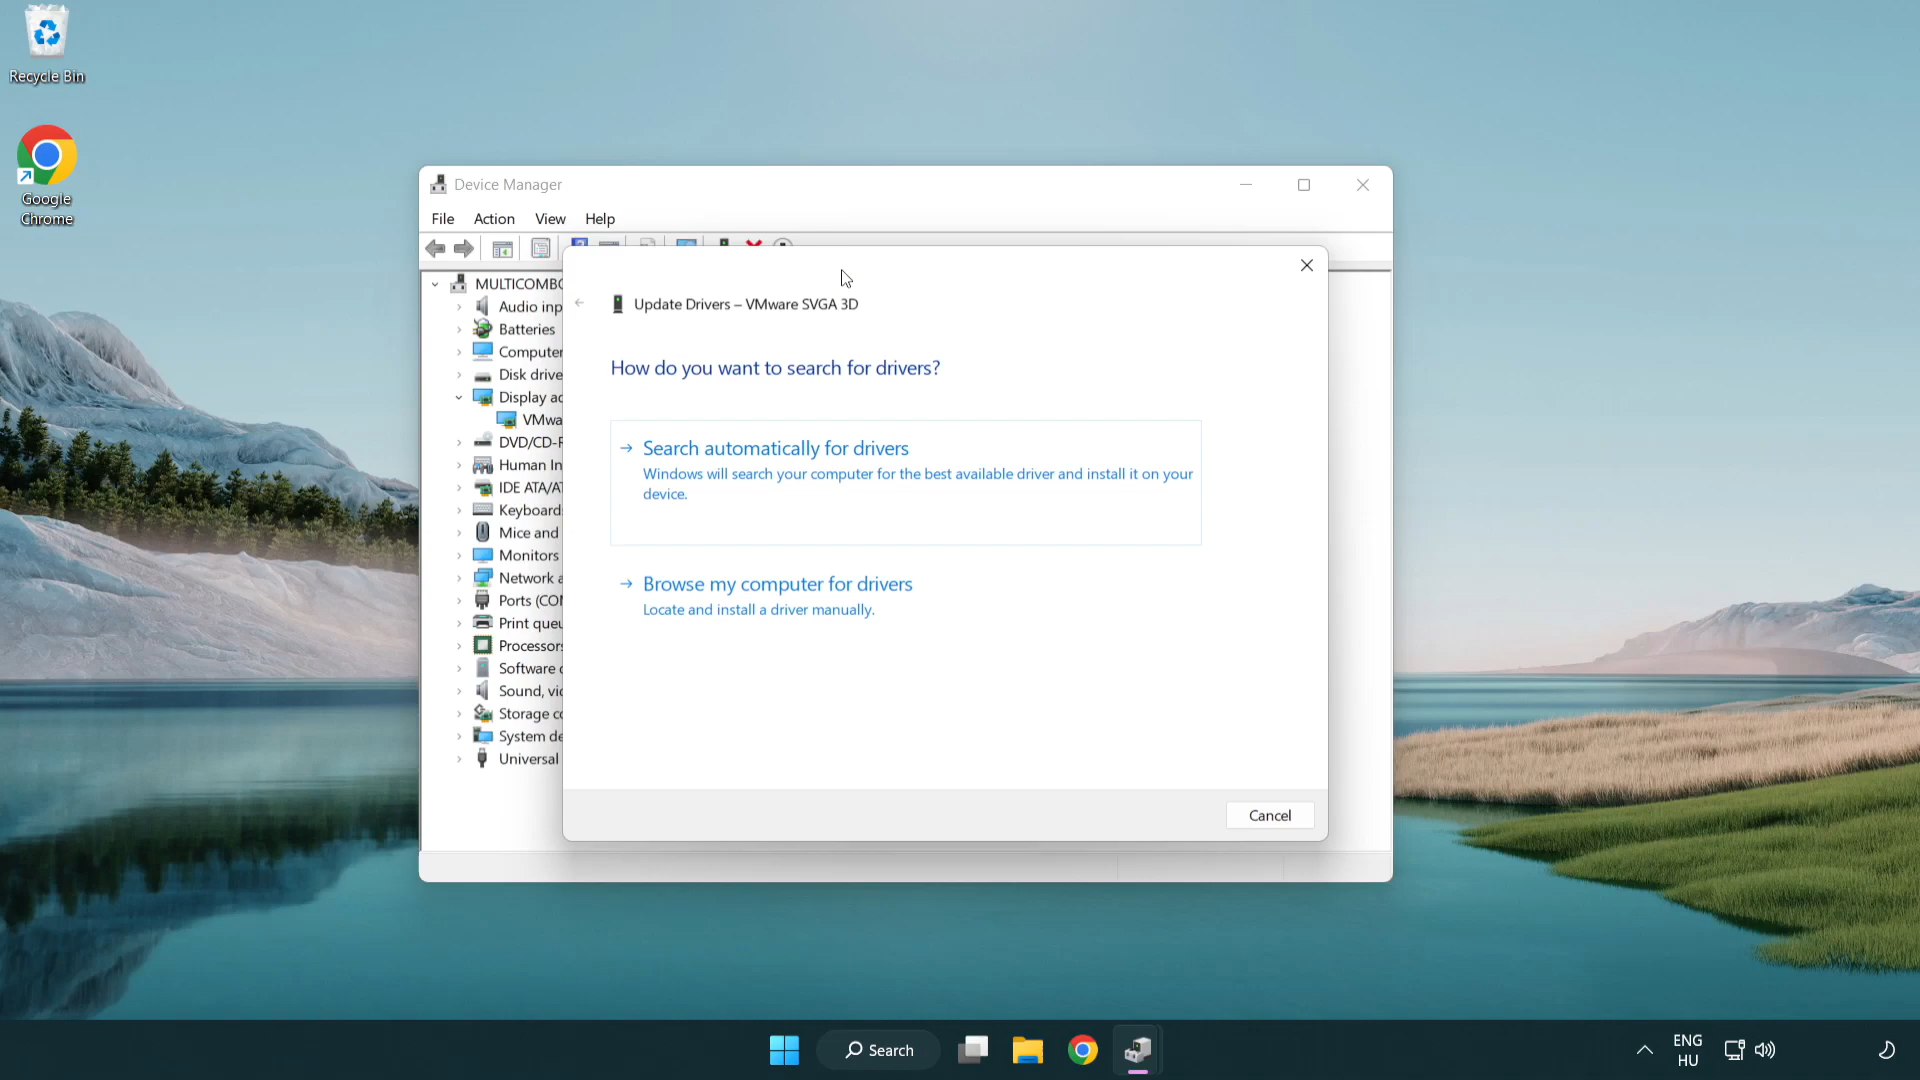 Recycle Bin
Google
Chrome
Device Manager
File Action View Help
MULTICOMBO
Audio inp
Batteries
Computer
Disk drive
Display ad
VMwa
DVD/CD-R
Human In
IDE ATA/AT
Keyboard
Mice and
Monitors
Network a
Ports (CO
Print queu
Processors
Software
Sound, vi
Storage co
System de
Universal
Update Drivers – VMware SVGA 3D
How do you want to search for drivers?
Search automatically for drivers
Windows will search your computer for the best available driver and install it on your
device.
Browse my computer for drivers
Locate and install a driver manually.
Cancel
Search
ENG
HU